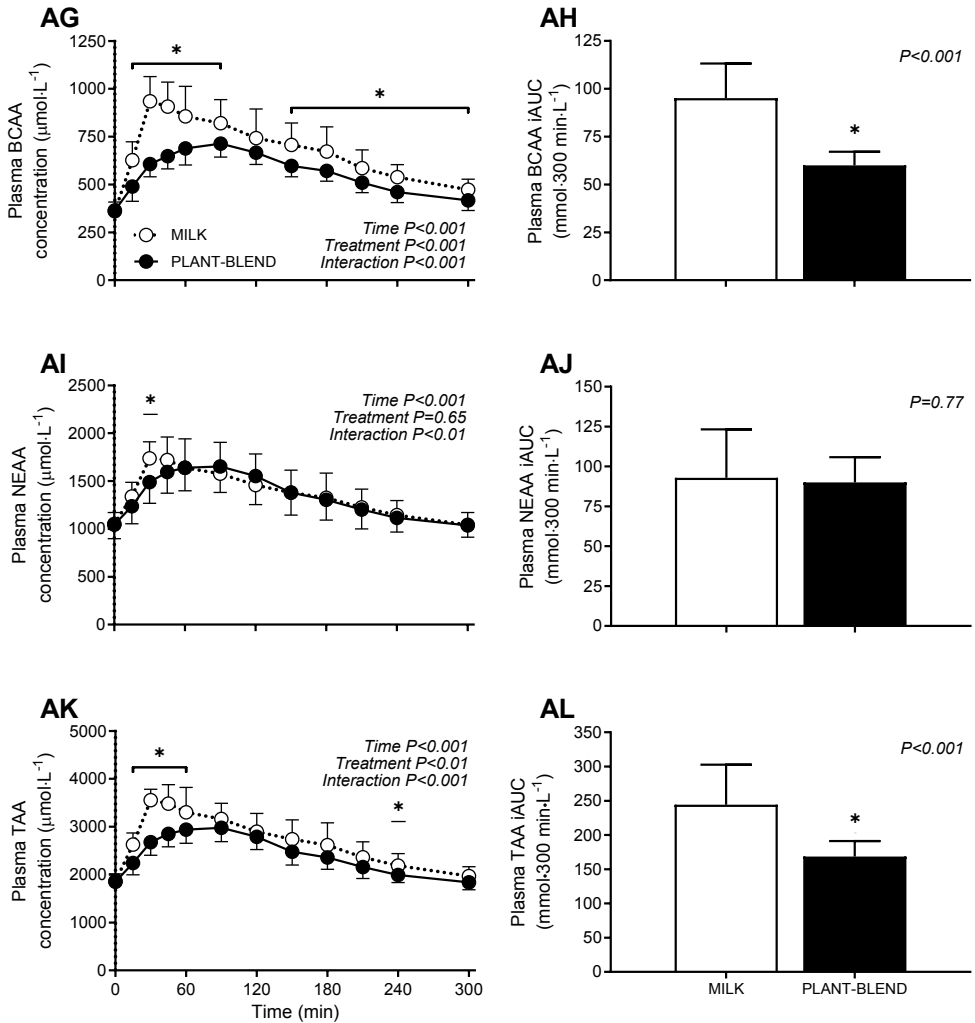 AG
Plasma BCAA
concentration (μmol·L⁻¹)
1250
1000
750
500
250
0
*
*
MILK
PLANT-BLEND
Time P<0.001
Treatment P<0.001
Interaction P<0.001
AH
Plasma BCAA iAUC
(mmol·300 min·L⁻¹)
125
100
75
50
25
0
P<0.001
*
AI
Plasma NEAA
concentration (μmol·L⁻¹)
2500
2000
1500
1000
500
0
*
Time P<0.001
Treatment P=0.65
Interaction P<0.01
AJ
Plasma NEAA iAUC
(mmol·300 min·L⁻¹)
150
125
100
75
50
25
0
P=0.77
AK
Plasma TAA
concentration (μmol·L⁻¹)
5000
4000
3000
2000
1000
0
*
Time P<0.001
Treatment P<0.01
Interaction P<0.001
*
0 60 120 180 240 300
Time (min)
AL
Plasma TAA iAUC
(mmol·300 min·L⁻¹)
350
300
250
200
150
100
50
0
P<0.001
*
MILK PLANT-BLEND